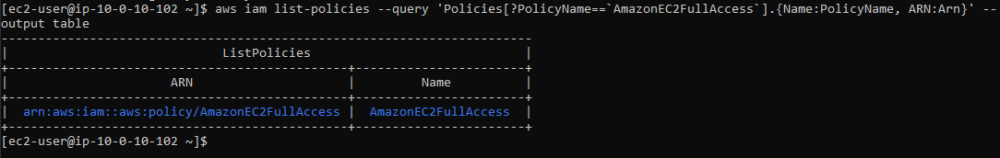 [ec2-user@ip-10-0-10-102 ~]$ aws iam list-policies --query 'Policies[?PolicyName==`AmazonEC2FullAccess`].{Name:PolicyName, ARN:Arn}' --
output table
-----------------------------------------------------------------------
|                             ListPolicies                            |
+----------------------------------------------+----------------------+
|                      ARN                     |         Name         |
+----------------------------------------------+----------------------+
|  arn:aws:iam::aws:policy/AmazonEC2FullAccess |  AmazonEC2FullAccess  |
+----------------------------------------------+----------------------+
[ec2-user@ip-10-0-10-102 ~]$